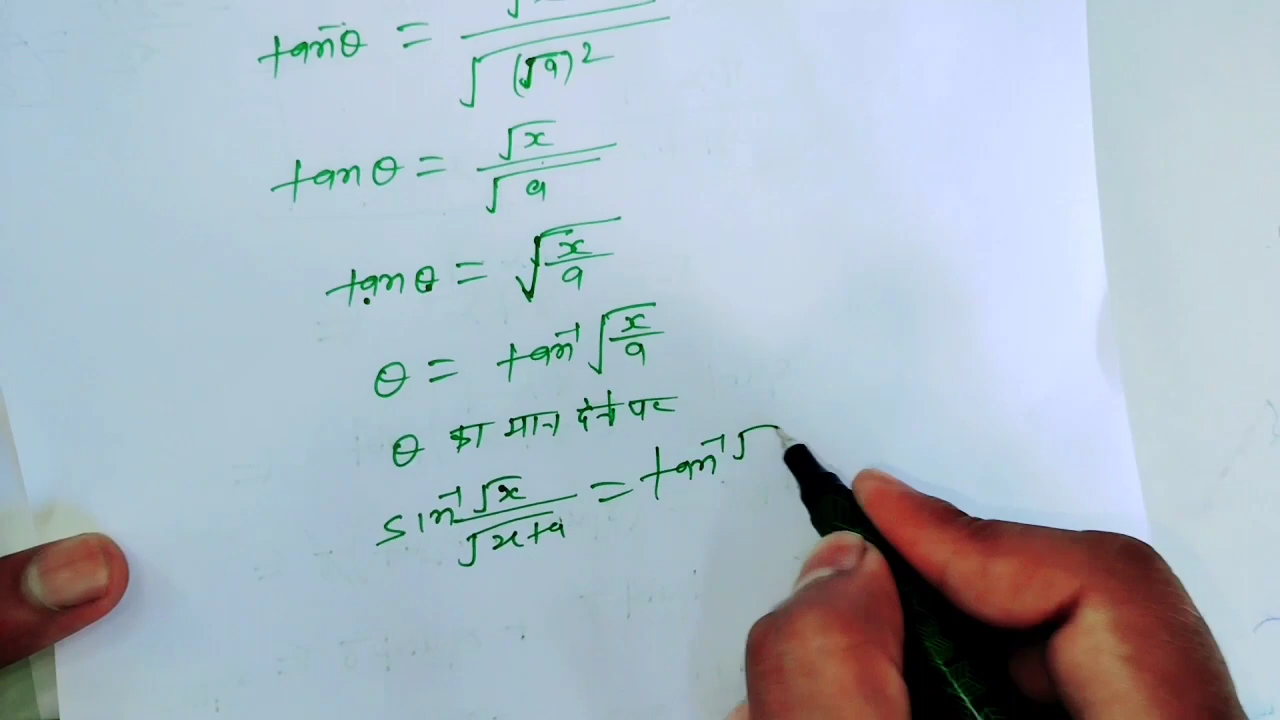 tanθ = √x / √(√a)²
tanθ = √x / √a
tanθ = √(x/a)
θ = tan⁻¹ √(x/a)
θ का मान देने पर
sin⁻¹ √x / √x+a = tan⁻¹ √